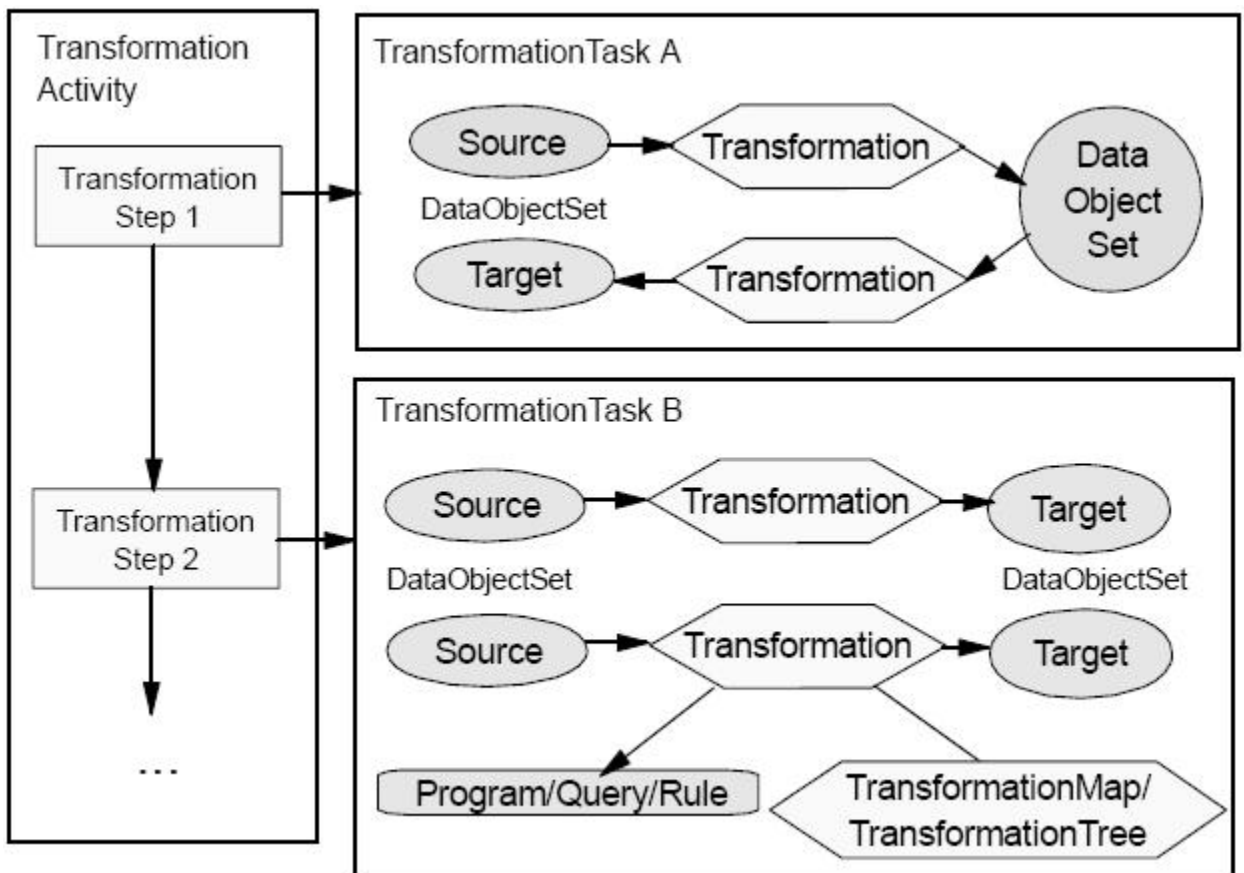 Transformation
Activity
Transformation
Step 1
Transformation
Step 2
...
TransformationTask A
Source
Transformation
Data
Object
Set
DataObjectSet
Target
Transformation
TransformationTask B
Source
Transformation
Target
DataObjectSet
DataObjectSet
Source
Transformation
Target
Program/Query/Rule
TransformationMap/
TransformationTree